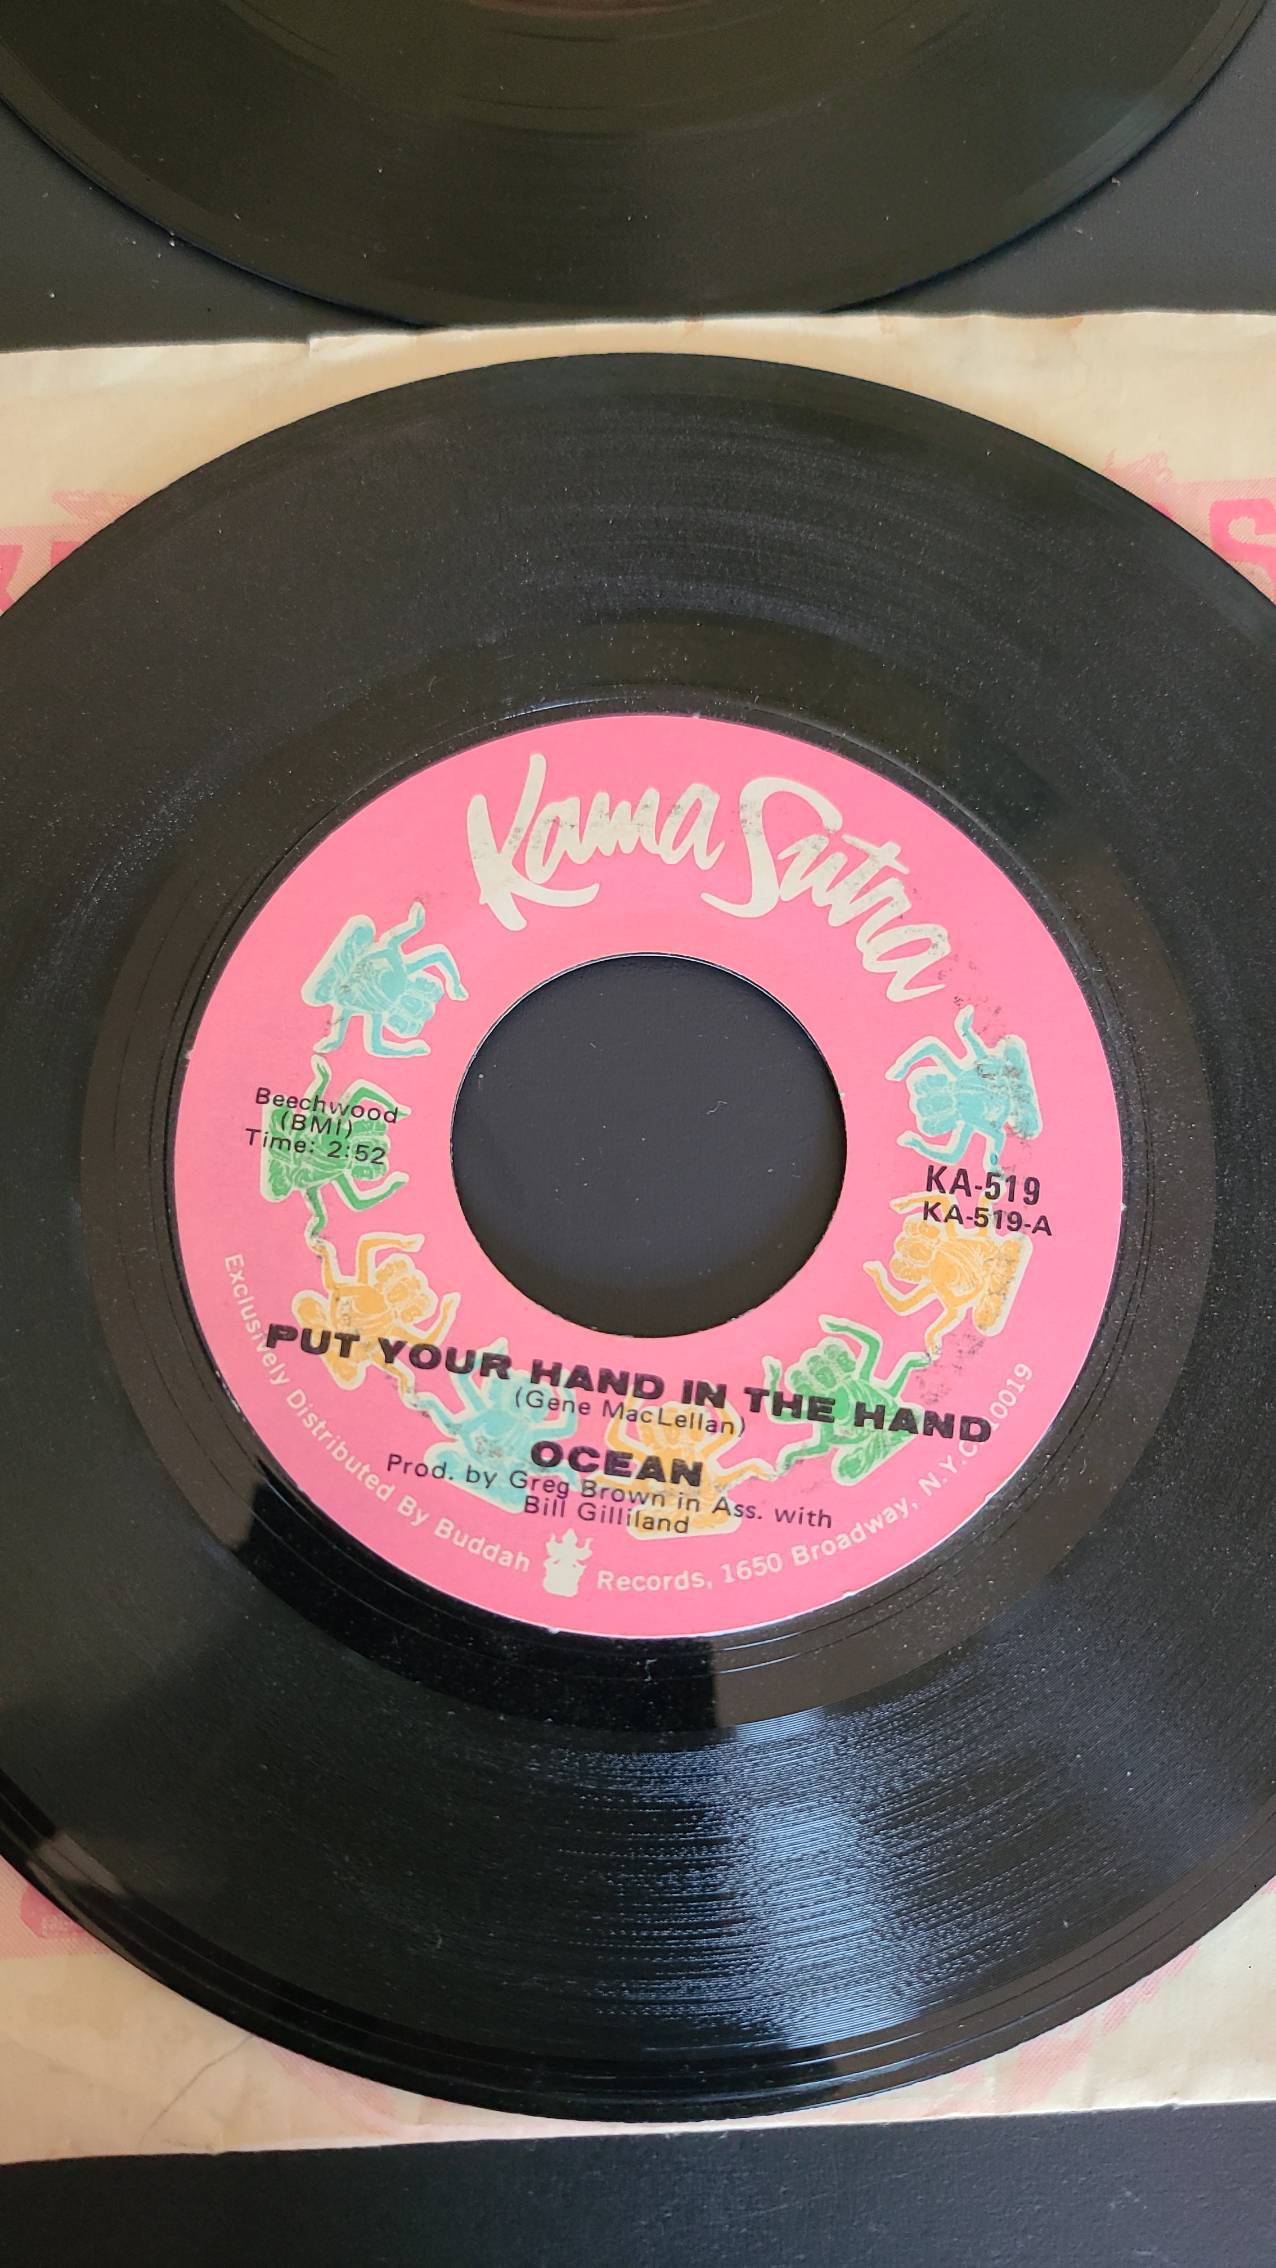 Kama Sutra
Beechwood
(BMI)
Time: 2:52
KA-519
KA-519-A
PUT YOUR HAND IN THE HAND
(Gene MacLellan)
OCEAN
Prod. by Greg Brown in Ass. with
Bill Gilliland
Exclusively Distributed By Buddah Records, 1650 Broadway, N.Y.C. 10019